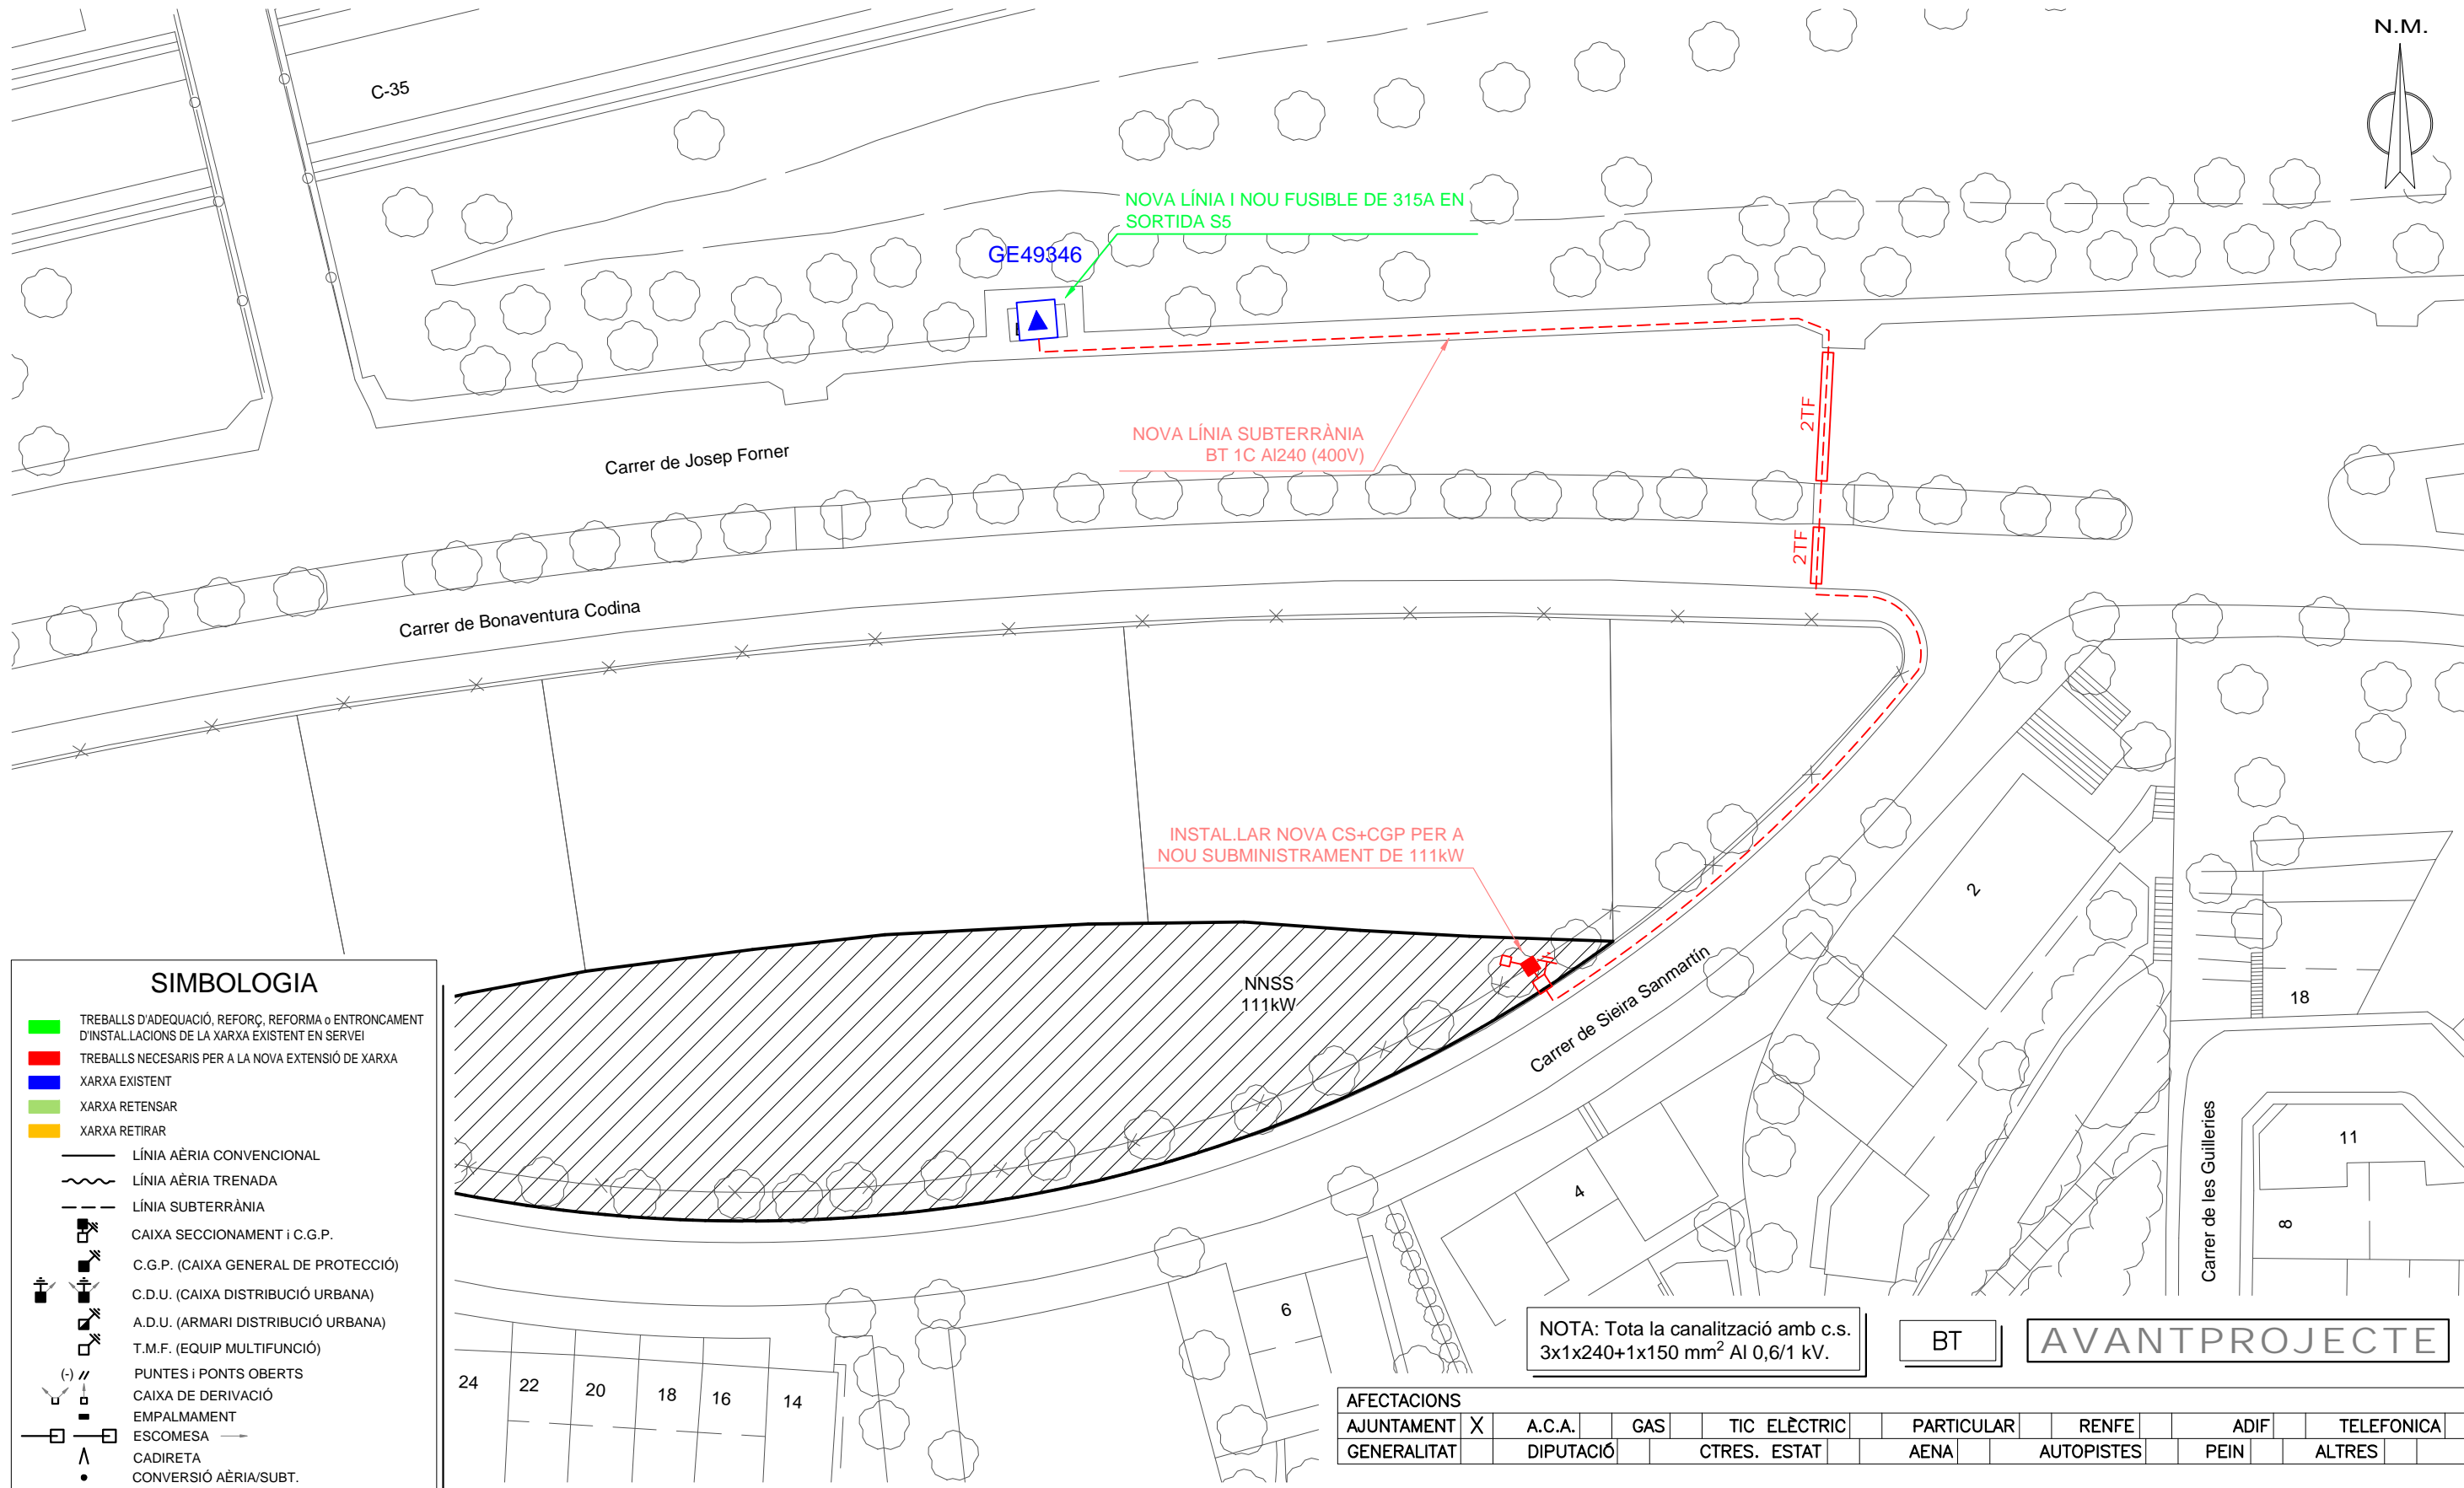 C-35
N.M.
NOVA LÍNIA I NOU FUSIBLE DE 315A EN
SORTIDA S5
GE49346
2TF
NOVA LÍNIA SUBTERRÀNIA
BT 1C Al240 (400V)
Carrer de Josep Forner
2TF
Carrer de Bonaventura Codina
INSTAL.LAR NOVA CS+CGP PER A
NOU SUBMINISTRAMENT DE 111kW
2
NNSS
111kW
Carrer de Sieira Sanmartín
18
11
8
Carrer de les Guilleries
4
6
24
22
20
18
16
14
SIMBOLOGIA
TREBALLS D'ADEQUACIÓ, REFORÇ, REFORMA o ENTRONCAMENT
D'INSTAL.LACIONS DE LA XARXA EXISTENT EN SERVEI
TREBALLS NECESARIS PER A LA NOVA EXTENSIÓ DE XARXA
XARXA EXISTENT
XARXA RETENSAR
XARXA RETIRAR
LÍNIA AÈRIA CONVENCIONAL
LÍNIA AÈRIA TRENADA
LÍNIA SUBTERRÀNIA
CAIXA SECCIONAMENT i C.G.P.
C.G.P. (CAIXA GENERAL DE PROTECCIÓ)
C.D.U. (CAIXA DISTRIBUCIÓ URBANA)
A.D.U. (ARMARI DISTRIBUCIÓ URBANA)
T.M.F. (EQUIP MULTIFUNCIÓ)
(-) PUNTES i PONTS OBERTS
CAIXA DE DERIVACIÓ
EMPALMAMENT
ESCOMESA
CADIRETA
CONVERSIÓ AÈRIA/SUBT.
NOTA: Tota la canalització amb c.s.
3x1x240+1x150 mm² Al 0,6/1 kV.
BT
AVANTPROJECTE
AFECTACIONS
AJUNTAMENT X A.C.A. GAS TIC ELÈCTRIC PARTICULAR RENFE ADIF TELEFONICA
GENERALITAT DIPUTACIÓ CTRES. ESTAT AENA AUTOPISTES PEIN ALTRES